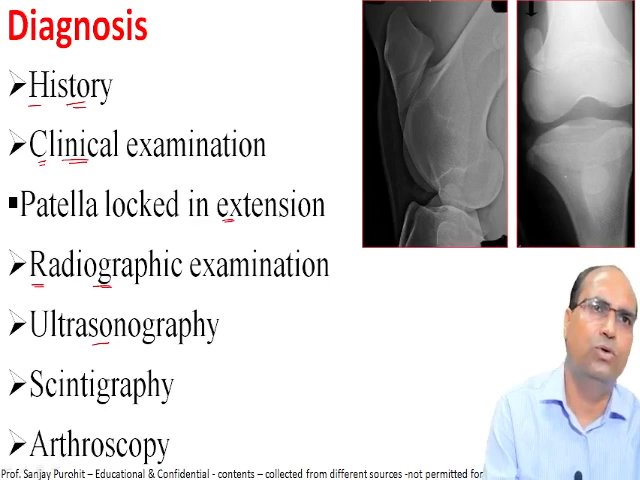 Diagnosis
➢History
➢Clinical examination
▪Patella locked in extension
➢Radiographic examination
➢Ultrasonography
➢Scintigraphy
➢Arthroscopy
Prof. Sanjay Purohit – Educational & Confidential - contents – collected from different sources -not permitted for